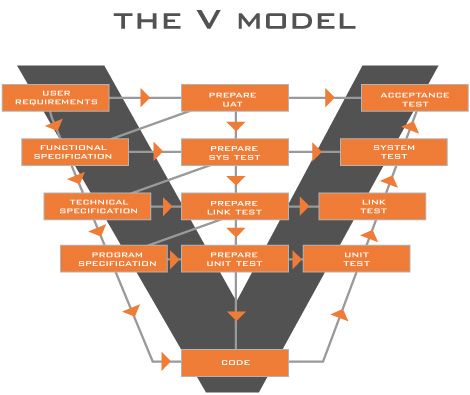 THE V MODEL
USER
REQUIREMENTS
PREPARE
UAT
ACCEPTANCE
TEST
FUNCTIONAL
SPECIFICATION
PREPARE
SYS TEST
SYSTEM
TEST
TECHNICAL
SPECIFICATION
PREPARE
LINK TEST
LINK
TEST
PROGRAM
SPECIFICATION
PREPARE
UNIT TEST
UNIT
TEST
CODE